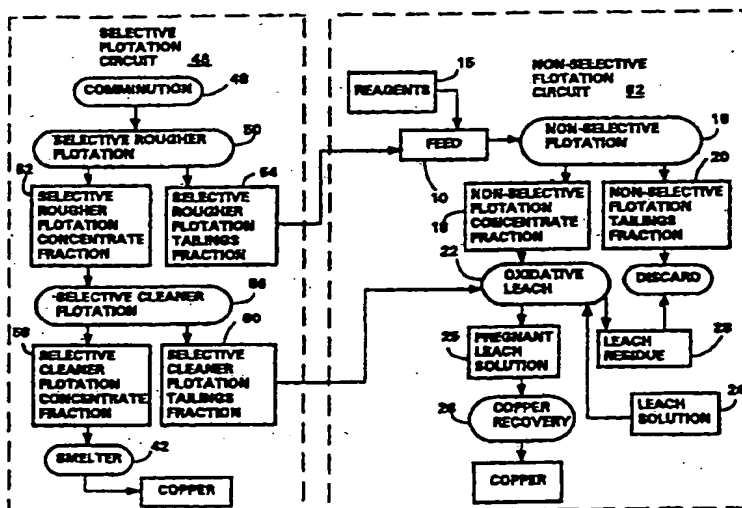 SELECTIVE
FLOTATION
CIRCUIT 46
COMMINUTION
48
SELECTIVE ROUGHER
FLOTATION
50
52
SELECTIVE
ROUGHER
FLOTATION
CONCENTRATE
FRACTION
54
SELECTIVE
ROUGHER
FLOTATION
TAILINGS
FRACTION
SELECTIVE CLEANER
FLOTATION
56
58
SELECTIVE
CLEANER
FLOTATION
CONCENTRATE
FRACTION
60
SELECTIVE
CLEANER
FLOTATION
TAILINGS
FRACTION
SMELTER
42
COPPER
15
REAGENTS
NON-SELECTIVE
FLOTATION
CIRCUIT 62
FEED
10
NON-SELECTIVE
FLOTATION
16
NON-SELECTIVE
FLOTATION
CONCENTRATE
FRACTION
18
20
NON-SELECTIVE
FLOTATION
TAILINGS
FRACTION
22
OXIDATIVE
LEACH
DISCARD
25
PREGNANT
LEACH
SOLUTION
LEACH
RESIDUE
28
26
COPPER
RECOVERY
LEACH
SOLUTION
24
COPPER